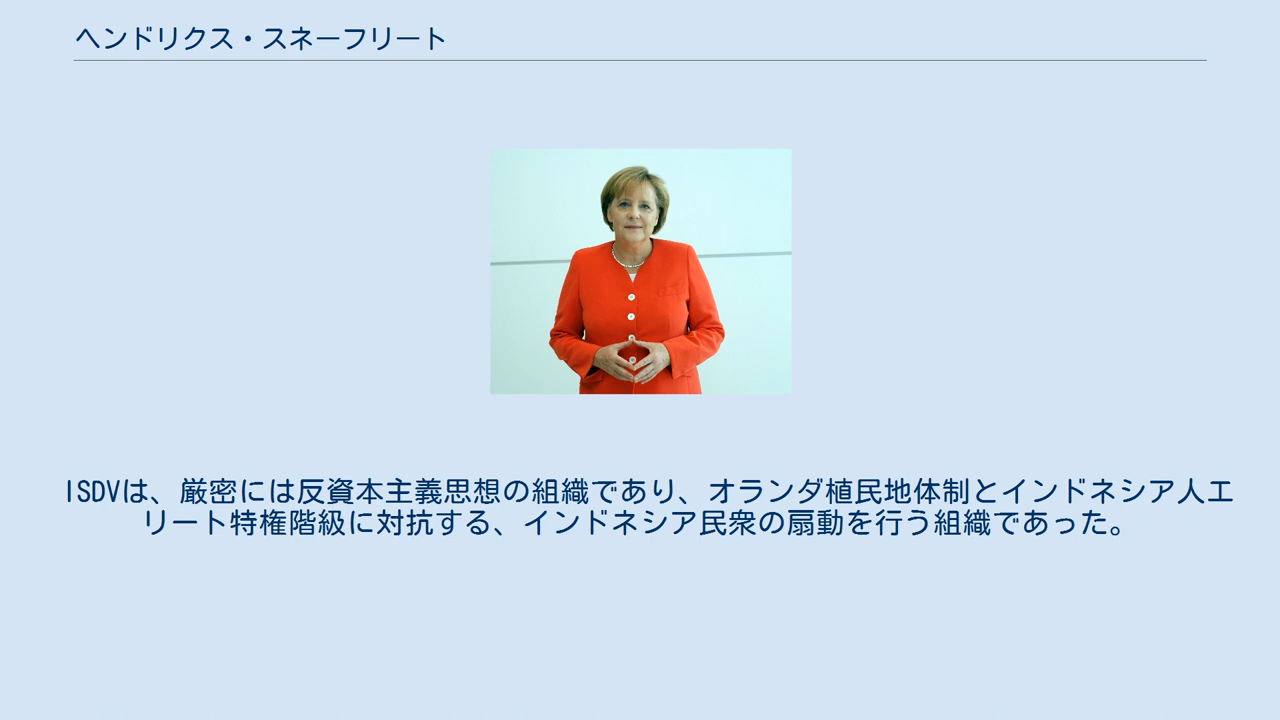 ヘンドリクス・スネーフリート
ISDVは、厳密には反資本主義思想の組織であり、オランダ植民地体制とインドネシア人エ
リート特権階級に対抗する、インドネシア民衆の扇動を行う組織であった。